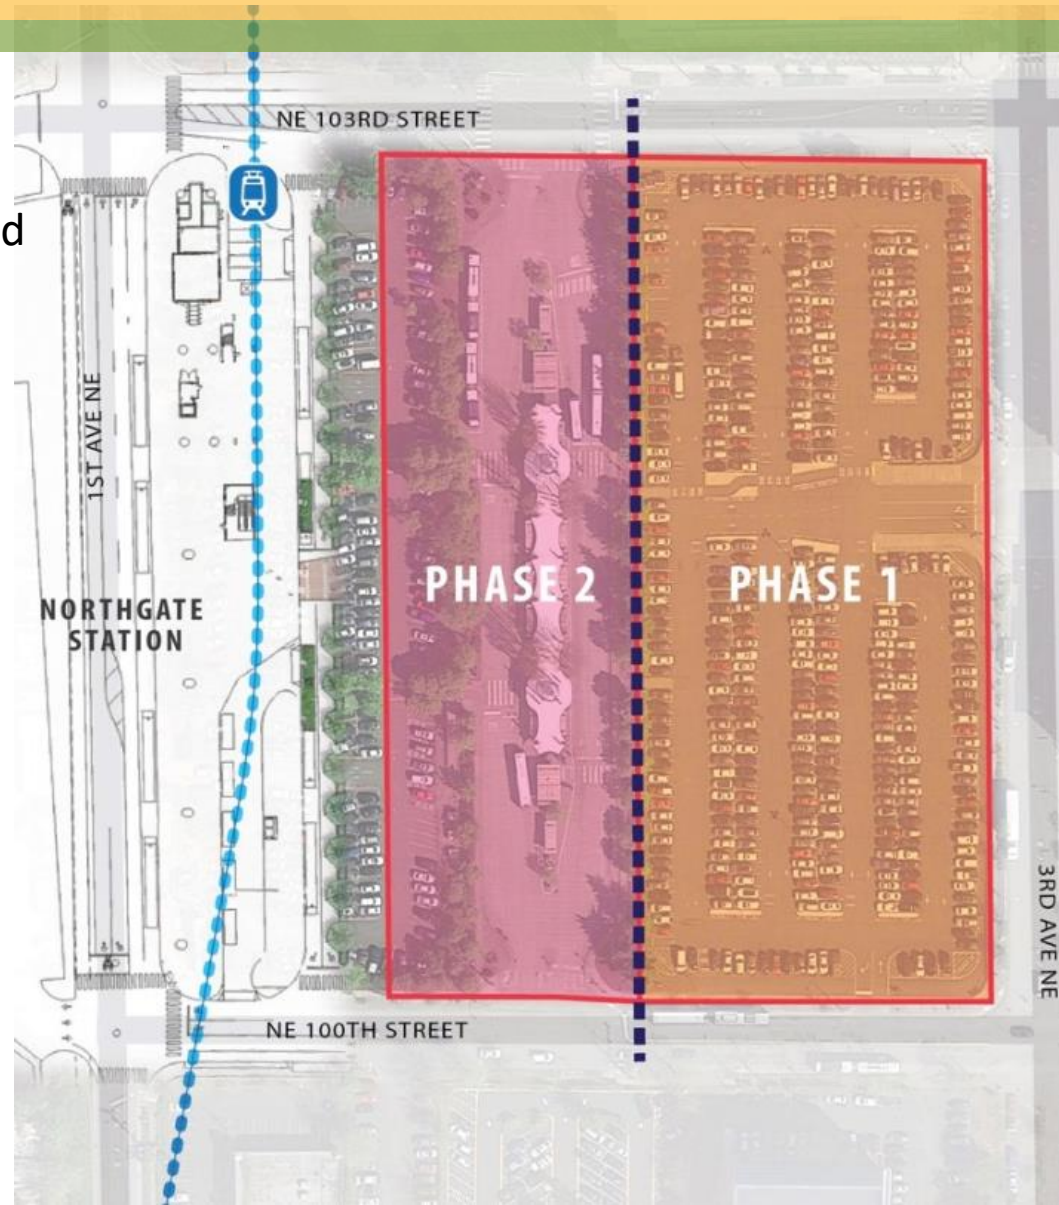 NE 103RD STREET
d
1ST AVE NE
PHASE 2
PHASE 1
NORTHGATE
STATION
3RD AVE NE
NE 100TH STREET